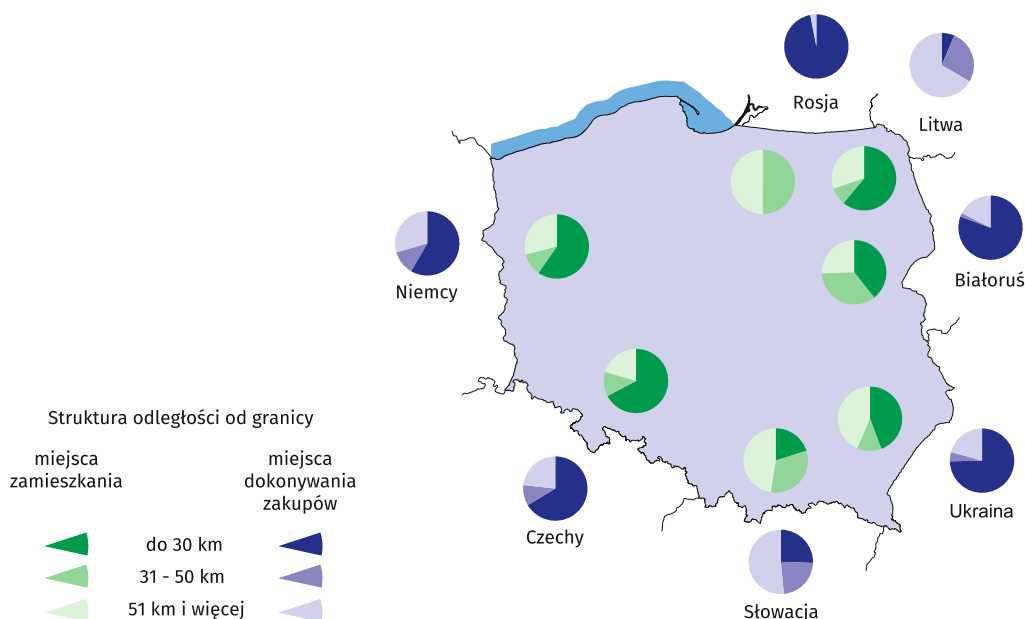 Rosja
Litwa
Białoruś
Niemcy
Struktura odległości od granicy
miejsca
zamieszkania
miejsca
dokonywania
zakupów
do 30 km
31 - 50 km
51 km i więcej
Czechy
Ukraina
Słowacja